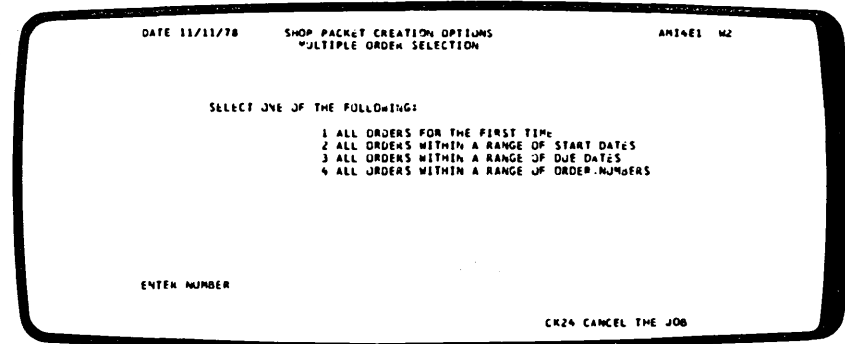 DATE 11/11/78 SHOP PACKET CREATION OPTIONS AMI4E1 W2
MULTIPLE ORDER SELECTION
SELECT ONE OF THE FOLLOWING:
1 ALL ORDERS FOR THE FIRST TIME
2 ALL ORDERS WITHIN A RANGE OF START DATES
3 ALL ORDERS WITHIN A RANGE OF DUE DATES
4 ALL ORDERS WITHIN A RANGE OF ORDER NUMBERS
ENTER NUMBER
CK24 CANCEL THE JOB